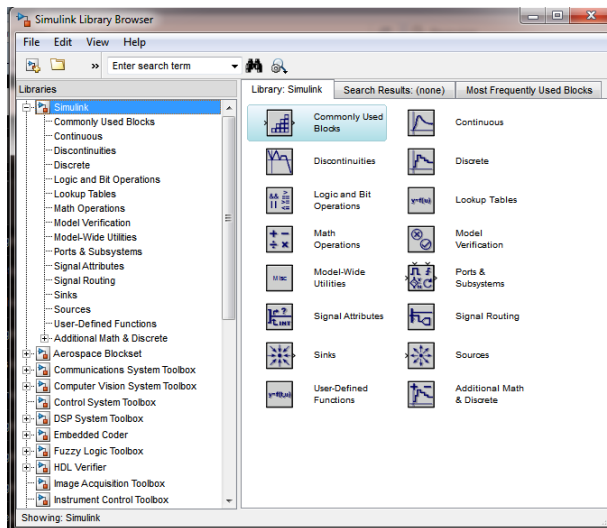 Simulink Library Browser
File Edit View Help
» Enter search term
Libraries
Library: Simulink Search Results: (none) Most Frequently Used Blocks
Simulink
Commonly Used Blocks
Continuous
Discontinuities
Discrete
Logic and Bit Operations
Lookup Tables
Math Operations
Model Verification
Model-Wide Utilities
Ports & Subsystems
Signal Attributes
Signal Routing
Sinks
Sources
User-Defined Functions
Additional Math & Discrete
Aerospace Blockset
Communications System Toolbox
Computer Vision System Toolbox
Control System Toolbox
DSP System Toolbox
Embedded Coder
Fuzzy Logic Toolbox
HDL Verifier
Image Acquisition Toolbox
Instrument Control Toolbox
Commonly Used
Blocks
Continuous
Discontinuities
Discrete
Logic and Bit
Operations
Lookup Tables
Math
Operations
Model
Verification
Misc
Model-Wide
Utilities
Ports &
Subsystems
Signal Attributes
Signal Routing
Sinks
Sources
User-Defined
Functions
Additional Math
& Discrete
Showing: Simulink